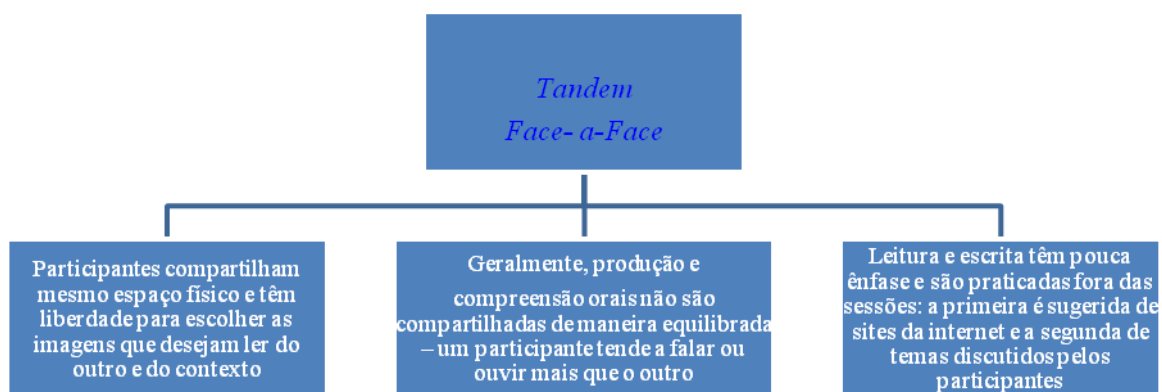 Tandem
Face- a-Face
Participantes compartilham
mesmo espaço físico e têm
liberdade para escolher as
imagens que desejam ler do
outro e do contexto
Geralmente, produção e
compreensão orais não são
compartilhadas de maneira equilibrada
– um participante tende a falar ou
ouvir mais que o outro
Leitura e escrita têm pouca
ênfase e são praticadas fora das
sessões: a primeira é sugerida de
sites da internet e a segunda de
temas discutidos pelos
participantes